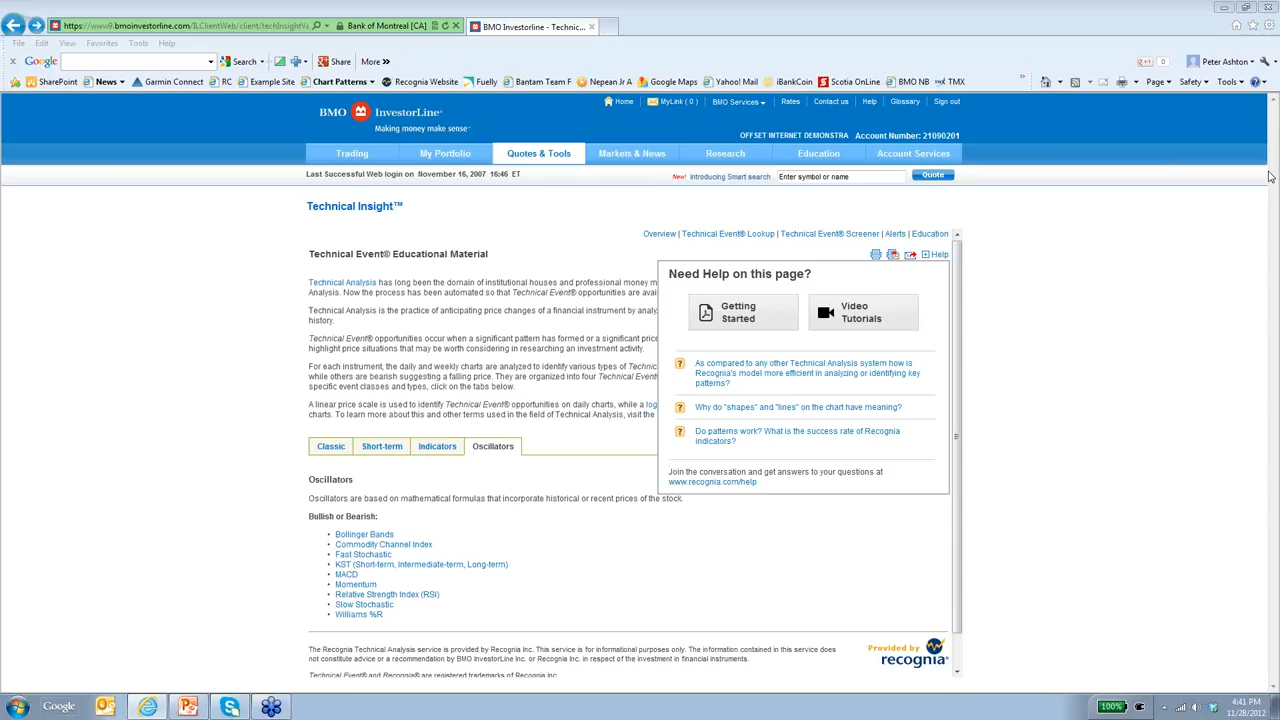 https://www9.bmoinvestorline.com/ILClientWeb/client/techInsightVa
Bank of Montreal [CA]
BMO Investorline - Technic...
File Edit View Favorites Tools Help
Google Search Share More »
Peter Ashton
SharePoint News Garmin Connect RC Example Site Chart Patterns Recognia Website Fuelly Bantam Team F Nepean Jr A Google Maps Yahoo! Mail iBankCoin Scotia OnLine BMO NB TMX
Page Safety Tools
Home MyLink ( 0 ) BMO Services Rates Contact us Help Glossary Sign out
BMO InvestorLine®
Making money make sense®
OFFSET INTERNET DEMONSTRA Account Number: 21090201
Trading My Portfolio Quotes & Tools Markets & News Research Education Account Services
Last Successful Web login on November 16, 2007 16:46 ET
New! Introducing Smart search Enter symbol or name Quote
Technical Insight™
Overview | Technical Event® Lookup | Technical Event® Screener | Alerts | Education
Technical Event® Educational Material
Help
Technical Analysis has long been the domain of institutional houses and professional money m
Analysis. Now the process has been automated so that Technical Event® opportunities are avai
Technical Analysis is the practice of anticipating price changes of a financial instrument by analy
history.
Technical Event® opportunities occur when a significant pattern has formed or a significant price
highlight price situations that may be worth considering in researching an investment activity.
For each instrument, the daily and weekly charts are analyzed to identify various types of Technic
while others are bearish suggesting a falling price. They are organized into four Technical Event
specific event classes and types, click on the tabs below.
A linear price scale is used to identify Technical Event® opportunities on daily charts, while a log
charts. To learn more about this and other terms used in the field of Technical Analysis, visit the
Need Help on this page?
Getting Started
Video Tutorials
As compared to any other Technical Analysis system how is
Recognia's model more efficient in analyzing or identifying key
patterns?
Why do "shapes" and "lines" on the chart have meaning?
Do patterns work? What is the success rate of Recognia
indicators?
Join the conversation and get answers to your questions at
www.recognia.com/help
Classic Short-term Indicators Oscillators
Oscillators
Oscillators are based on mathematical formulas that incorporate historical or recent prices of the stock.
Bullish or Bearish:
• Bollinger Bands
• Commodity Channel Index
• Fast Stochastic
• KST (Short-term, Intermediate-term, Long-term)
• MACD
• Momentum
• Relative Strength Index (RSI)
• Slow Stochastic
• Williams %R
The Recognia Technical Analysis service is provided by Recognia Inc. This service is for informational purposes only. The information contained in this service does
not constitute advice or a recommendation by BMO InvestorLine or Recognia Inc. in respect of the investment in financial instruments.
Provided by
recognia
Technical Event® and Recognia® are registered trademarks of Recognia Inc.
Google
100%
4:41 PM
11/28/2012